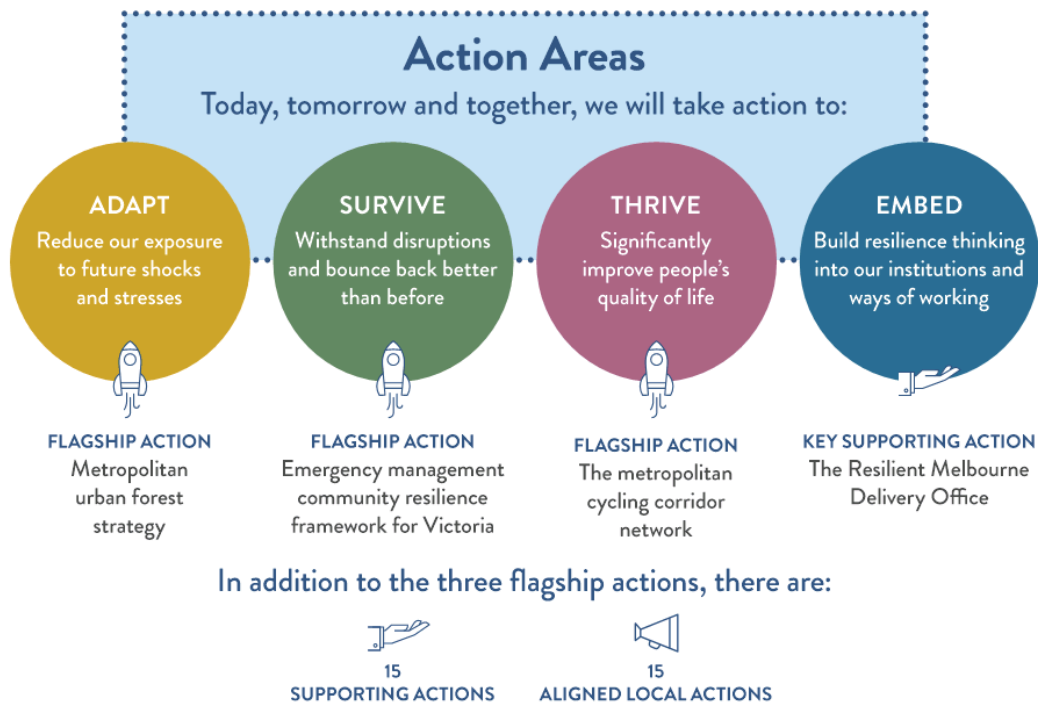 Action Areas
Today, tomorrow and together, we will take action to:
ADAPT
Reduce our exposure
to future shocks
and stresses
SURVIVE
Withstand disruptions
and bounce back better
than before
THRIVE
Significantly
improve people's
quality of life
EMBED
Build resilience thinking
into our institutions and
ways of working
FLAGSHIP ACTION
Metropolitan
urban forest
strategy
FLAGSHIP ACTION
Emergency management
community resilience
framework for Victoria
FLAGSHIP ACTION
The metropolitan
cycling corridor
network
KEY SUPPORTING ACTION
The Resilient Melbourne
Delivery Office
In addition to the three flagship actions, there are:
15
SUPPORTING ACTIONS
15
ALIGNED LOCAL ACTIONS